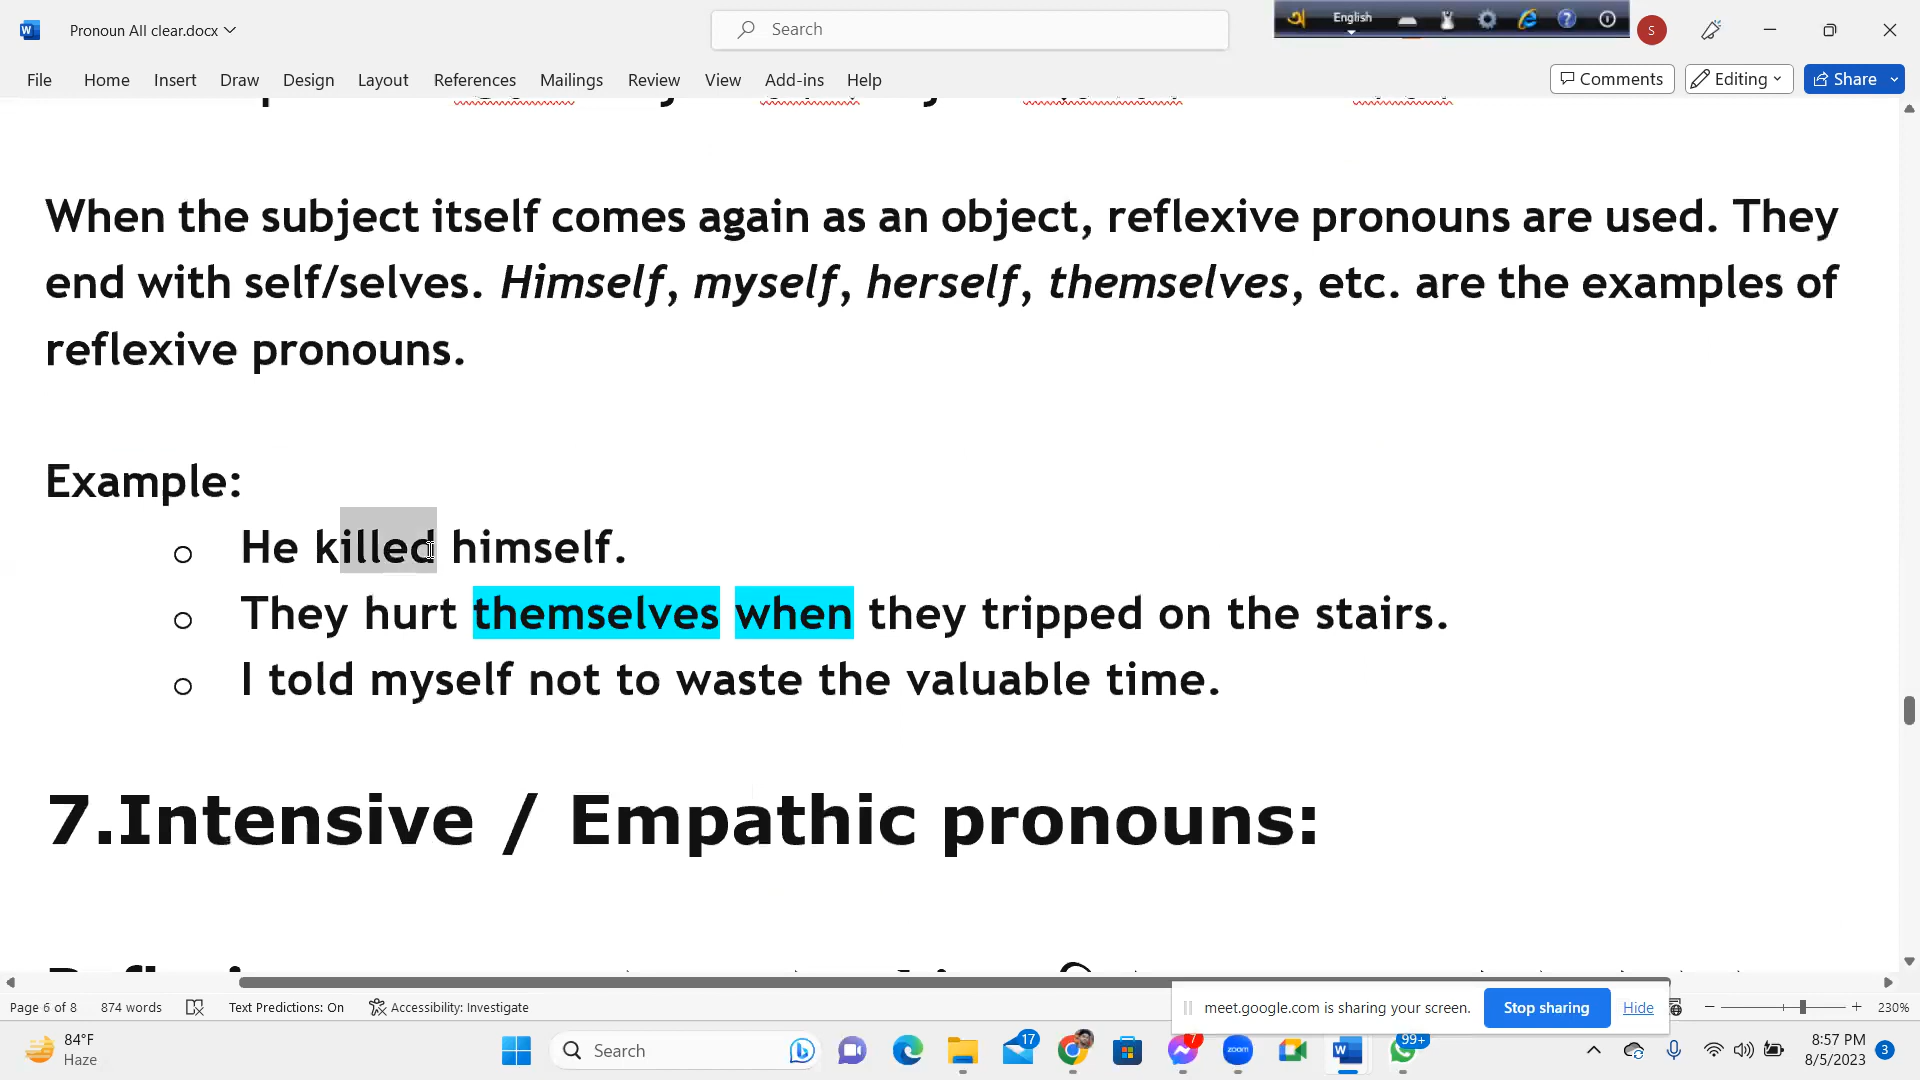 Pronoun All clear.docx
Search
English
S
File Home Insert Draw Design Layout References Mailings Review View Add-ins Help
Comments Editing Share
When the subject itself comes again as an object, reflexive pronouns are used. They
end with self/selves. Himself, myself, herself, themselves, etc. are the examples of
reflexive pronouns.
Example:
o He killed himself.
o They hurt themselves when they tripped on the stairs.
o I told myself not to waste the valuable time.
7.Intensive / Empathic pronouns:
meet.google.com is sharing your screen. Stop sharing Hide
Page 6 of 8 874 words Text Predictions: On Accessibility: Investigate 230%
84°F
Haze
Search
17
7
zoom
99+
8:57 PM
8/5/2023
3